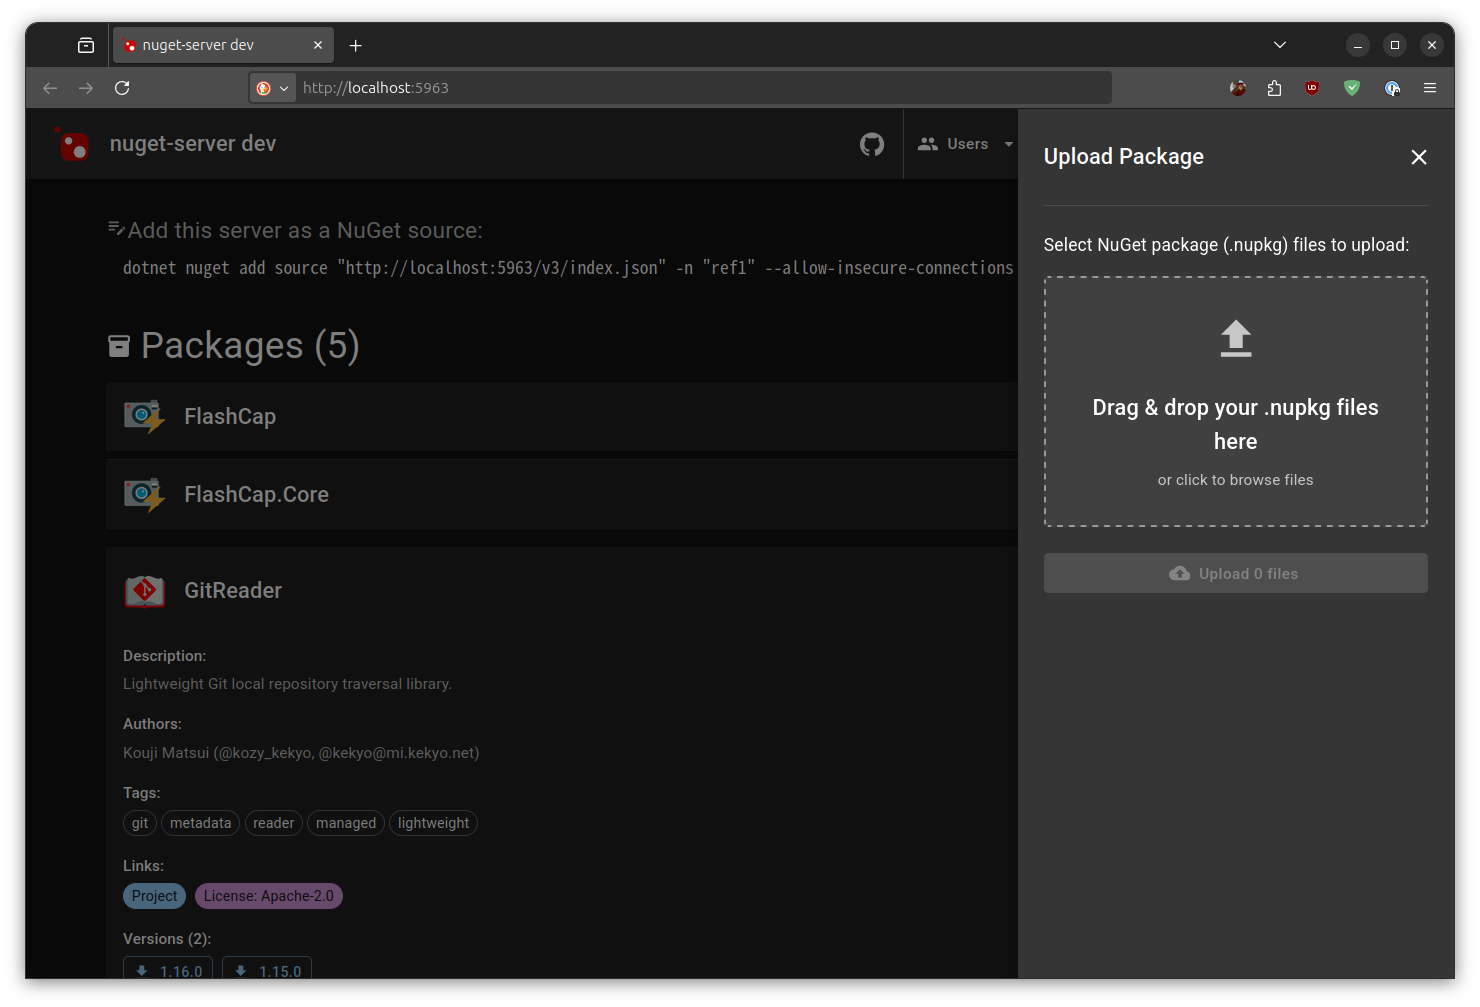 nuget-server dev
http://localhost:5963
nuget-server dev
Users
Add this server as a NuGet source:
dotnet nuget add source "http://localhost:5963/v3/index.json" -n "ref1" --allow-insecure-connections
Packages (5)
FlashCap
FlashCap.Core
GitReader
Description:
Lightweight Git local repository traversal library.
Authors:
Kouji Matsui (@kozy_kekyo, @kekyo@mi.kekyo.net)
Tags:
git metadata reader managed lightweight
Links:
Project License: Apache-2.0
Versions (2):
1.16.0 1.15.0
Upload Package
Select NuGet package (.nupkg) files to upload:
Drag & drop your .nupkg files
here
or click to browse files
Upload 0 files